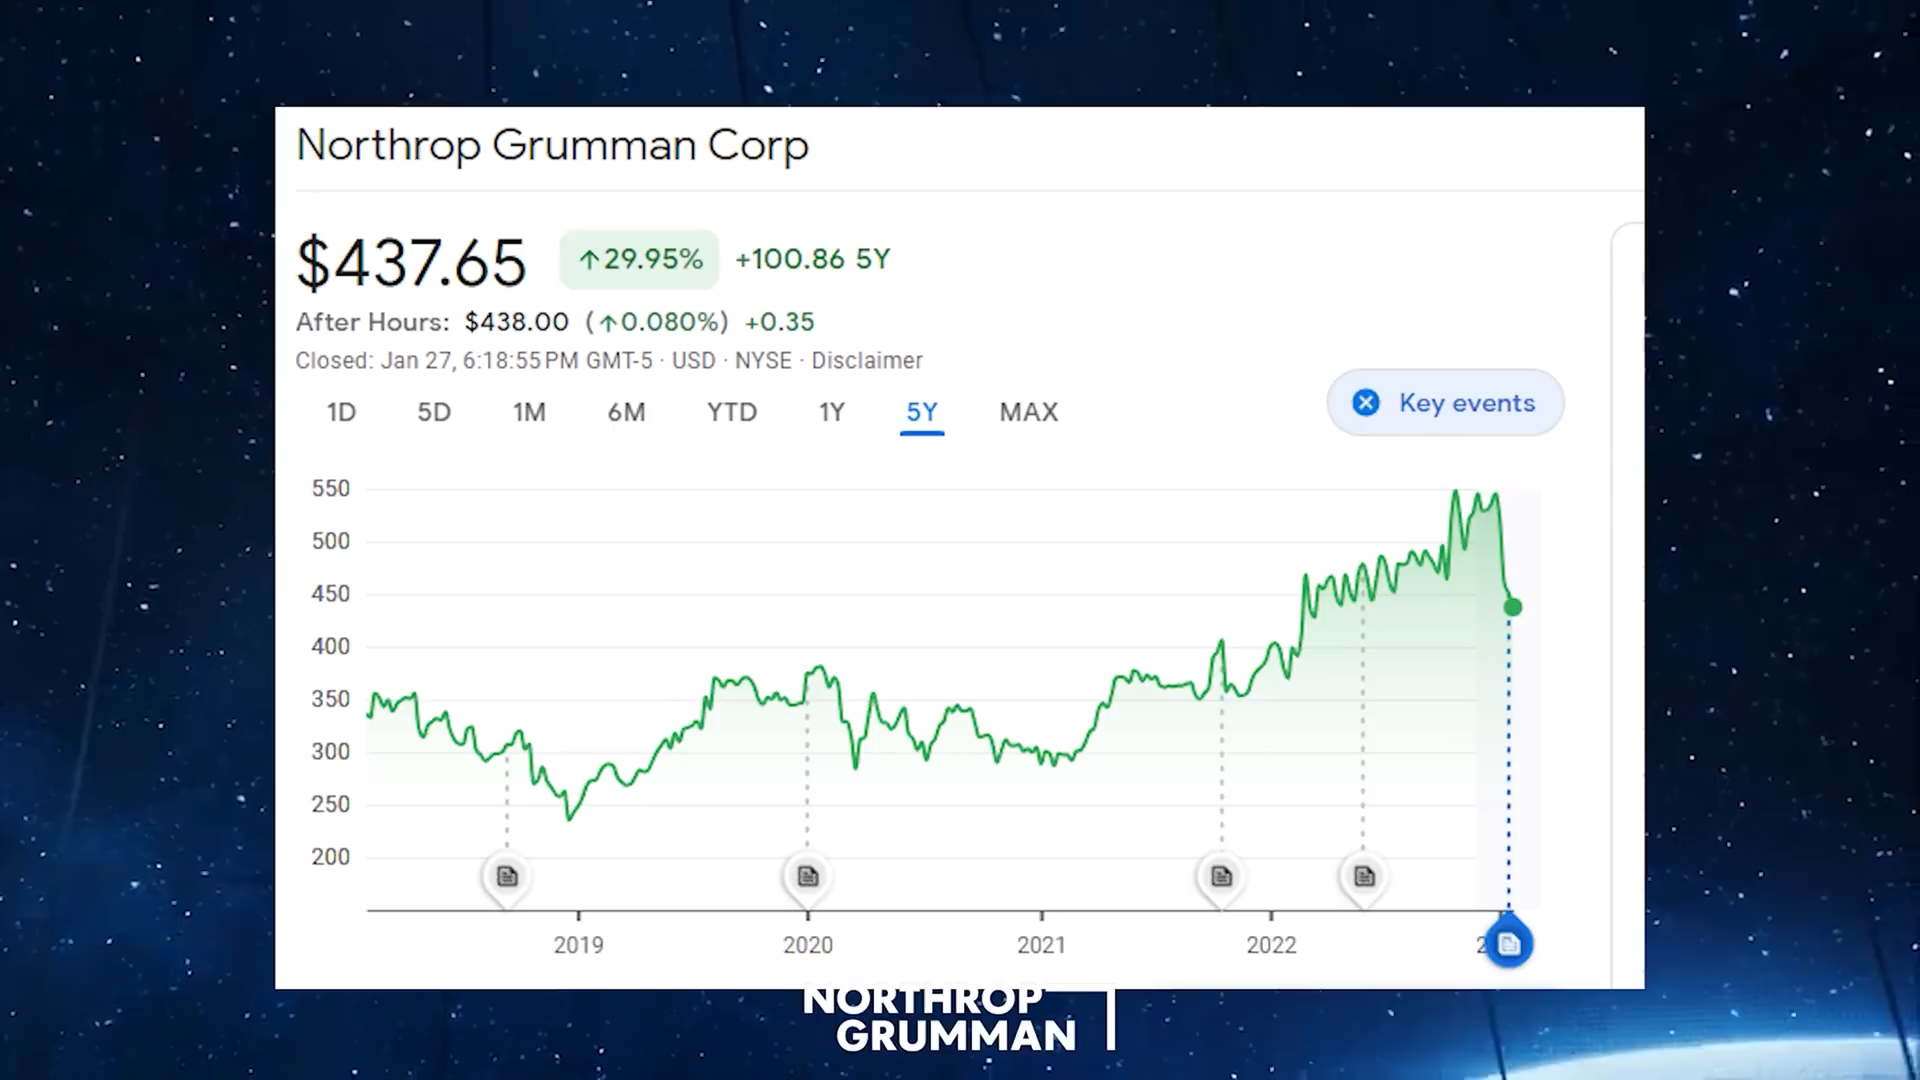 Northrop Grumman Corp
$437.65 ↑29.95% +100.86 5Y
After Hours: $438.00 (↑0.080%) +0.35
Closed: Jan 27, 6:18:55 PM GMT-5 · USD · NYSE · Disclaimer
1D 5D 1M 6M YTD 1Y 5Y MAX
Key events
550
500
450
400
350
300
250
200
2019 2020 2021 2022
NORTHROP
GRUMMAN